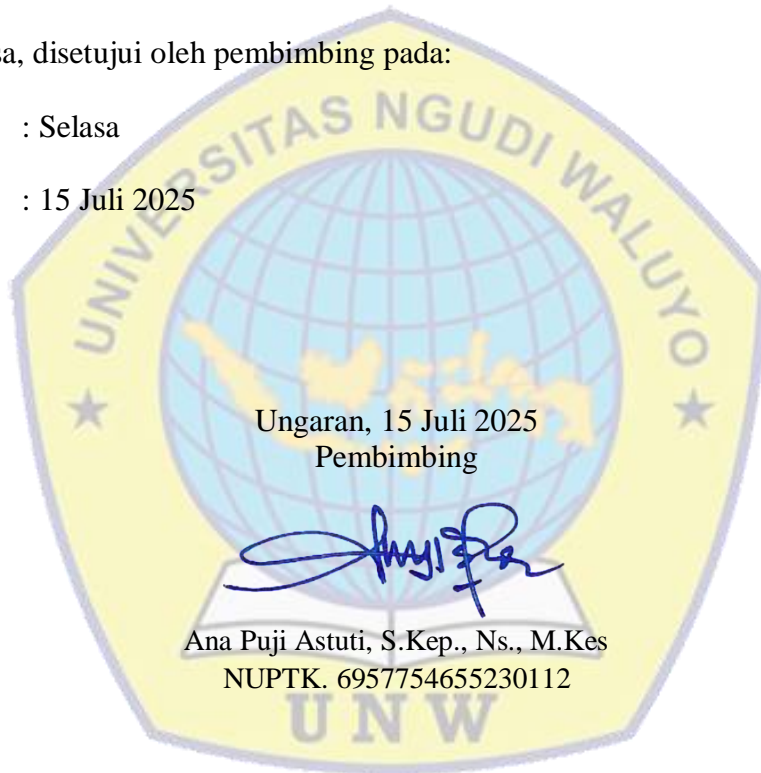 disetujui oleh pembimbing pada:
: Selasa
: 15 Juli 2025
UNIVERSITAS NGUDI WALUYO
Ungaran, 15 Juli 2025
Pembimbing
Ana Puji Astuti, S.Kep., Ns., M.Kes
NUPTK. 6957754655230112
UNW